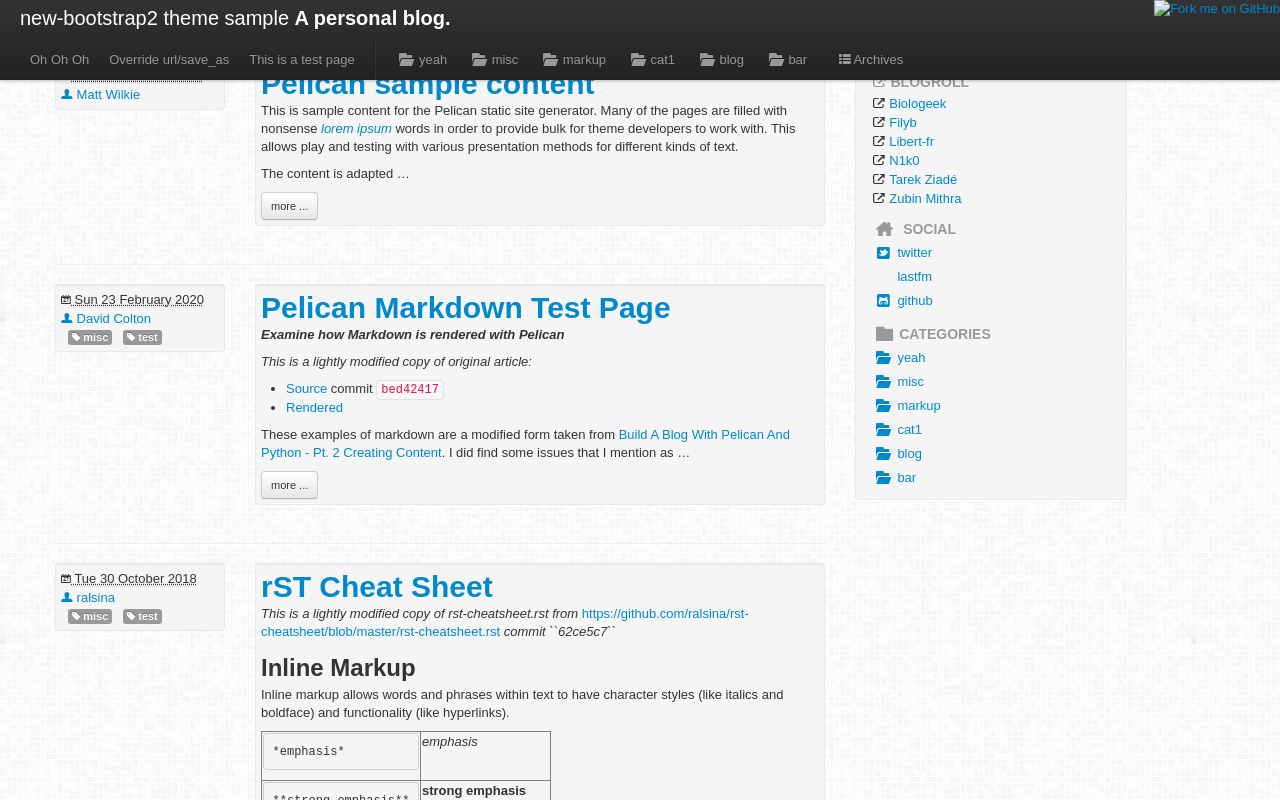 new-bootstrap2 theme sample A personal blog.
Fork me on GitHub
Oh Oh Oh Override url/save_as This is a test page yeah misc markup cat1 blog bar Archives
Matt Wilkie
Pelican sample content
This is sample content for the Pelican static site generator. Many of the pages are filled with
nonsense lorem ipsum words in order to provide bulk for theme developers to work with. This
allows play and testing with various presentation methods for different kinds of text.
The content is adapted …
more ...
Sun 23 February 2020
David Colton
misc test
Pelican Markdown Test Page
Examine how Markdown is rendered with Pelican
This is a lightly modified copy of original article:
Source commit bed42417
Rendered
These examples of markdown are a modified form taken from Build A Blog With Pelican And
Python - Pt. 2 Creating Content. I did find some issues that I mention as …
more ...
Tue 30 October 2018
ralsina
misc test
rST Cheat Sheet
This is a lightly modified copy of rst-cheatsheet.rst from https://github.com/ralsina/rst-
cheatsheet/blob/master/rst-cheatsheet.rst commit ``62ce5c7``
Inline Markup
Inline markup allows words and phrases within text to have character styles (like italics and
boldface) and functionality (like hyperlinks).
*emphasis* emphasis
**strong emphasis** strong emphasis
BLOGROLL
Biologeek
Filyb
Libert-fr
N1k0
Tarek Ziadé
Zubin Mithra
SOCIAL
twitter
lastfm
github
CATEGORIES
yeah
misc
markup
cat1
blog
bar